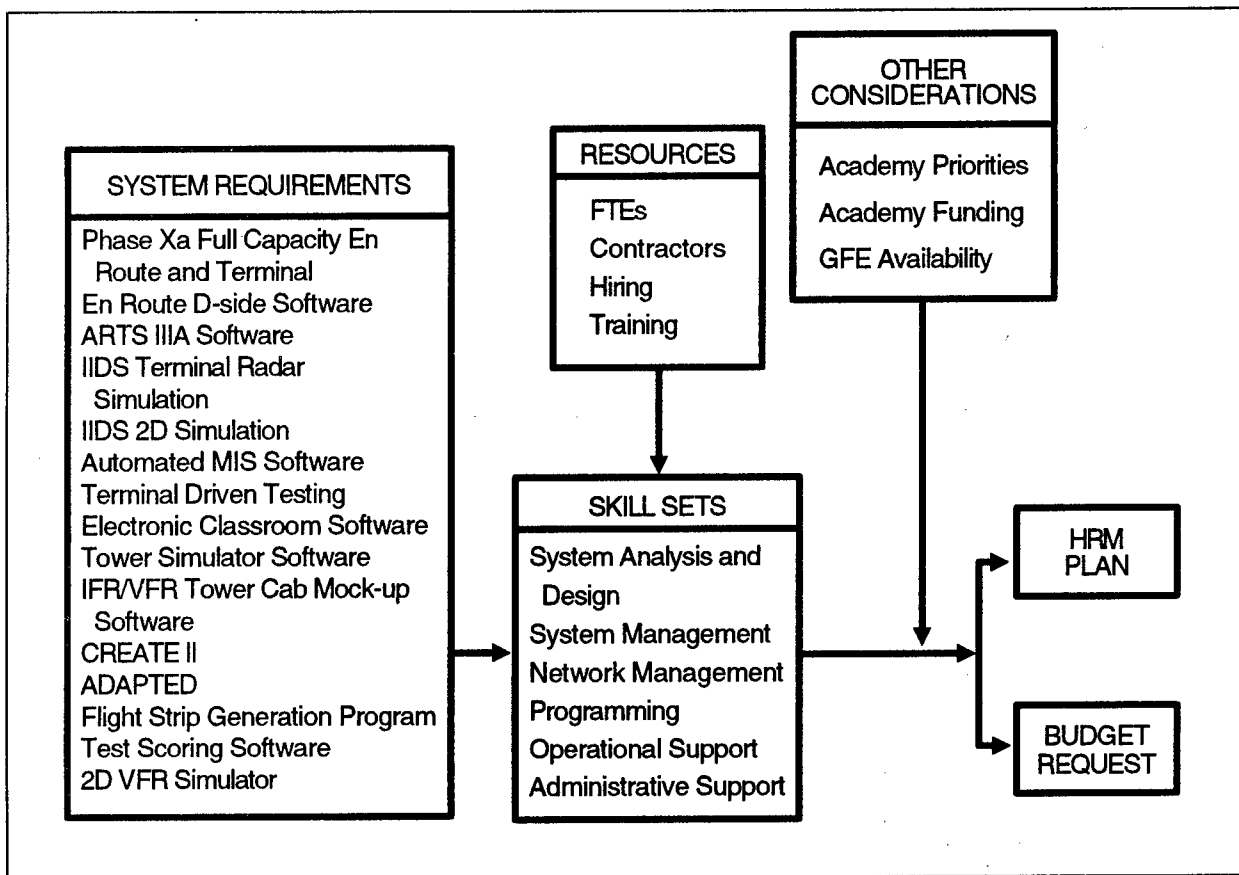 SYSTEM REQUIREMENTS
Phase Xa Full Capacity En
Route and Terminal
En Route D-side Software
ARTS IIIA Software
IIDS Terminal Radar
Simulation
IIDS 2D Simulation
Automated MIS Software
Terminal Driven Testing
Electronic Classroom Software
Tower Simulator Software
IFR/VFR Tower Cab Mock-up
Software
CREATE II
ADAPTED
Flight Strip Generation Program
Test Scoring Software
2D VFR Simulator
RESOURCES
FTEs
Contractors
Hiring
Training
OTHER
CONSIDERATIONS
Academy Priorities
Academy Funding
GFE Availability
SKILL SETS
System Analysis and
Design
System Management
Network Management
Programming
Operational Support
Administrative Support
HRM
PLAN
BUDGET
REQUEST